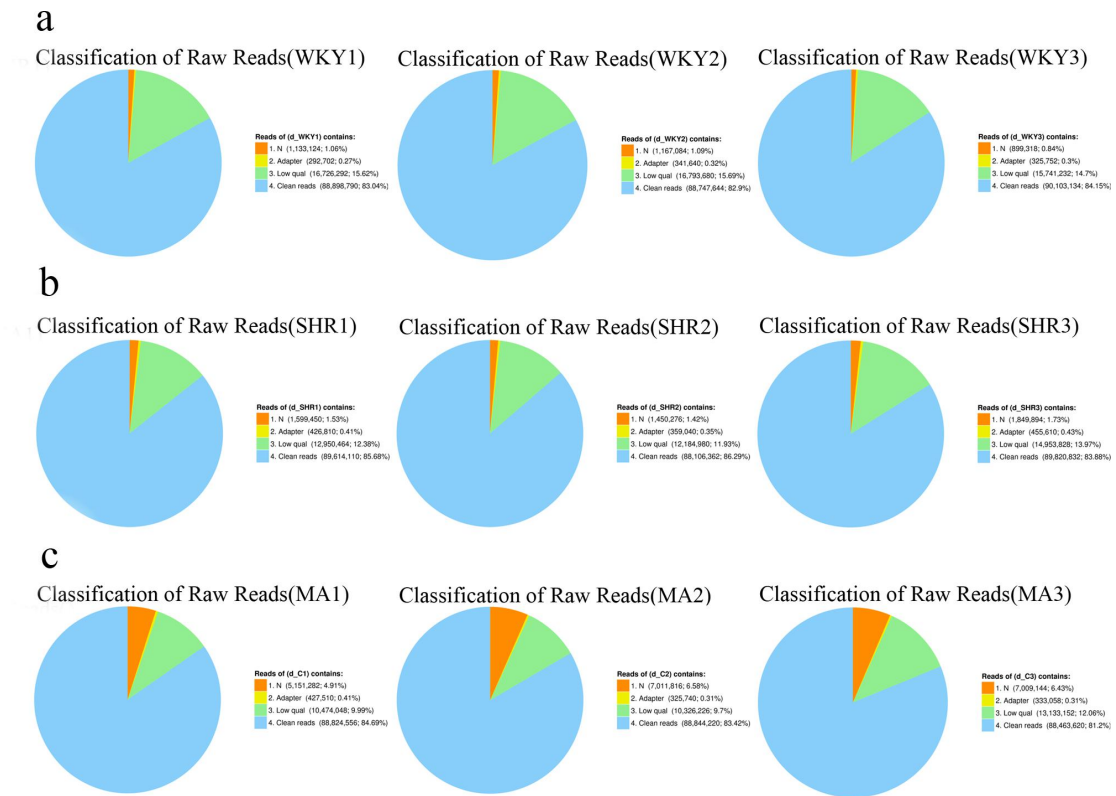 a
Classification of Raw Reads(WKY1)
Reads of (d_WKY1) contains:
1. N (1,133,124; 1.06%)
2. Adapter (292,702; 0.27%)
3. Low qual (16,726,292; 15.62%)
4. Clean reads (88,898,790; 83.04%)
Classification of Raw Reads(WKY2)
Reads of (d_WKY2) contains:
1. N (1,167,084; 1.09%)
2. Adapter (341,640; 0.32%)
3. Low qual (16,793,680; 15.69%)
4. Clean reads (88,747,644; 82.9%)
Classification of Raw Reads(WKY3)
Reads of (d_WKY3) contains:
1. N (899,318; 0.84%)
2. Adapter (325,752; 0.3%)
3. Low qual (15,741,232; 14.7%)
4. Clean reads (90,103,134; 84.15%)
b
Classification of Raw Reads(SHR1)
Reads of (d_SHR1) contains:
1. N (1,599,450; 1.53%)
2. Adapter (426,810; 0.41%)
3. Low qual (12,950,464; 12.38%)
4. Clean reads (89,614,110; 85.68%)
Classification of Raw Reads(SHR2)
Reads of (d_SHR2) contains:
1. N (1,450,276; 1.42%)
2. Adapter (359,040; 0.35%)
3. Low qual (12,184,980; 11.93%)
4. Clean reads (88,106,362; 86.29%)
Classification of Raw Reads(SHR3)
Reads of (d_SHR3) contains:
1. N (1,849,894; 1.73%)
2. Adapter (455,610; 0.43%)
3. Low qual (14,953,828; 13.97%)
4. Clean reads (89,820,832; 83.88%)
c
Classification of Raw Reads(MA1)
Reads of (d_C1) contains:
1. N (5,151,282; 4.91%)
2. Adapter (427,510; 0.41%)
3. Low qual (10,474,048; 9.99%)
4. Clean reads (88,824,556; 84.69%)
Classification of Raw Reads(MA2)
Reads of (d_C2) contains:
1. N (7,011,816; 6.58%)
2. Adapter (325,740; 0.31%)
3. Low qual (10,326,226; 9.7%)
4. Clean reads (88,844,220; 83.42%)
Classification of Raw Reads(MA3)
Reads of (d_C3) contains:
1. N (7,009,144; 6.43%)
2. Adapter (333,058; 0.31%)
3. Low qual (13,133,152; 12.06%)
4. Clean reads (88,463,620; 81.2%)